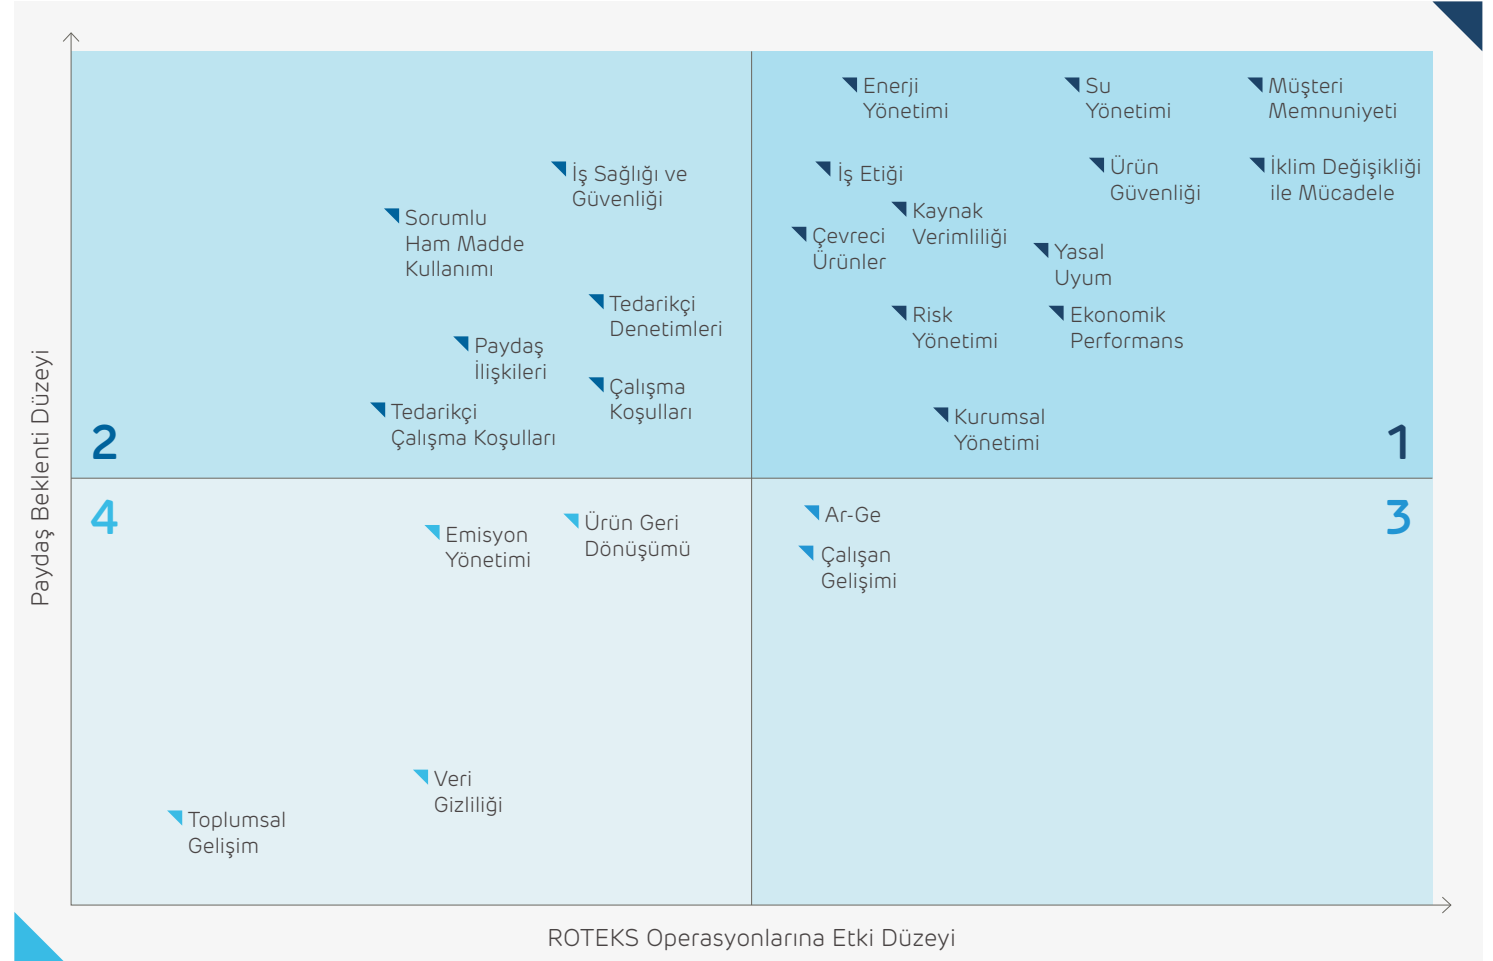 Enerji
Yönetimi
Su
Yönetimi
Müşteri
Memnuniyeti
İş Etiği
Ürün
Güvenliği
İklim Değişikliği
ile Mücadele
Kaynak
Verimliliği
Çevreci
Ürünler
Yasal
Uyum
Risk
Yönetimi
Ekonomik
Performans
Kurumsal
Yönetimi
1
İş Sağlığı ve
Güvenliği
Sorumlu
Ham Madde
Kullanımı
Tedarikçi
Denetimleri
Paydaş
İlişkileri
Çalışma
Koşulları
Tedarikçi
Çalışma Koşulları
2
Ar-Ge
Çalışan
Gelişimi
3
4
Ürün Geri
Dönüşümü
Emisyon
Yönetimi
Veri
Gizliliği
Toplumsal
Gelişim
Paydaş Beklenti Düzeyi
ROTEKS Operasyonlarına Etki Düzeyi